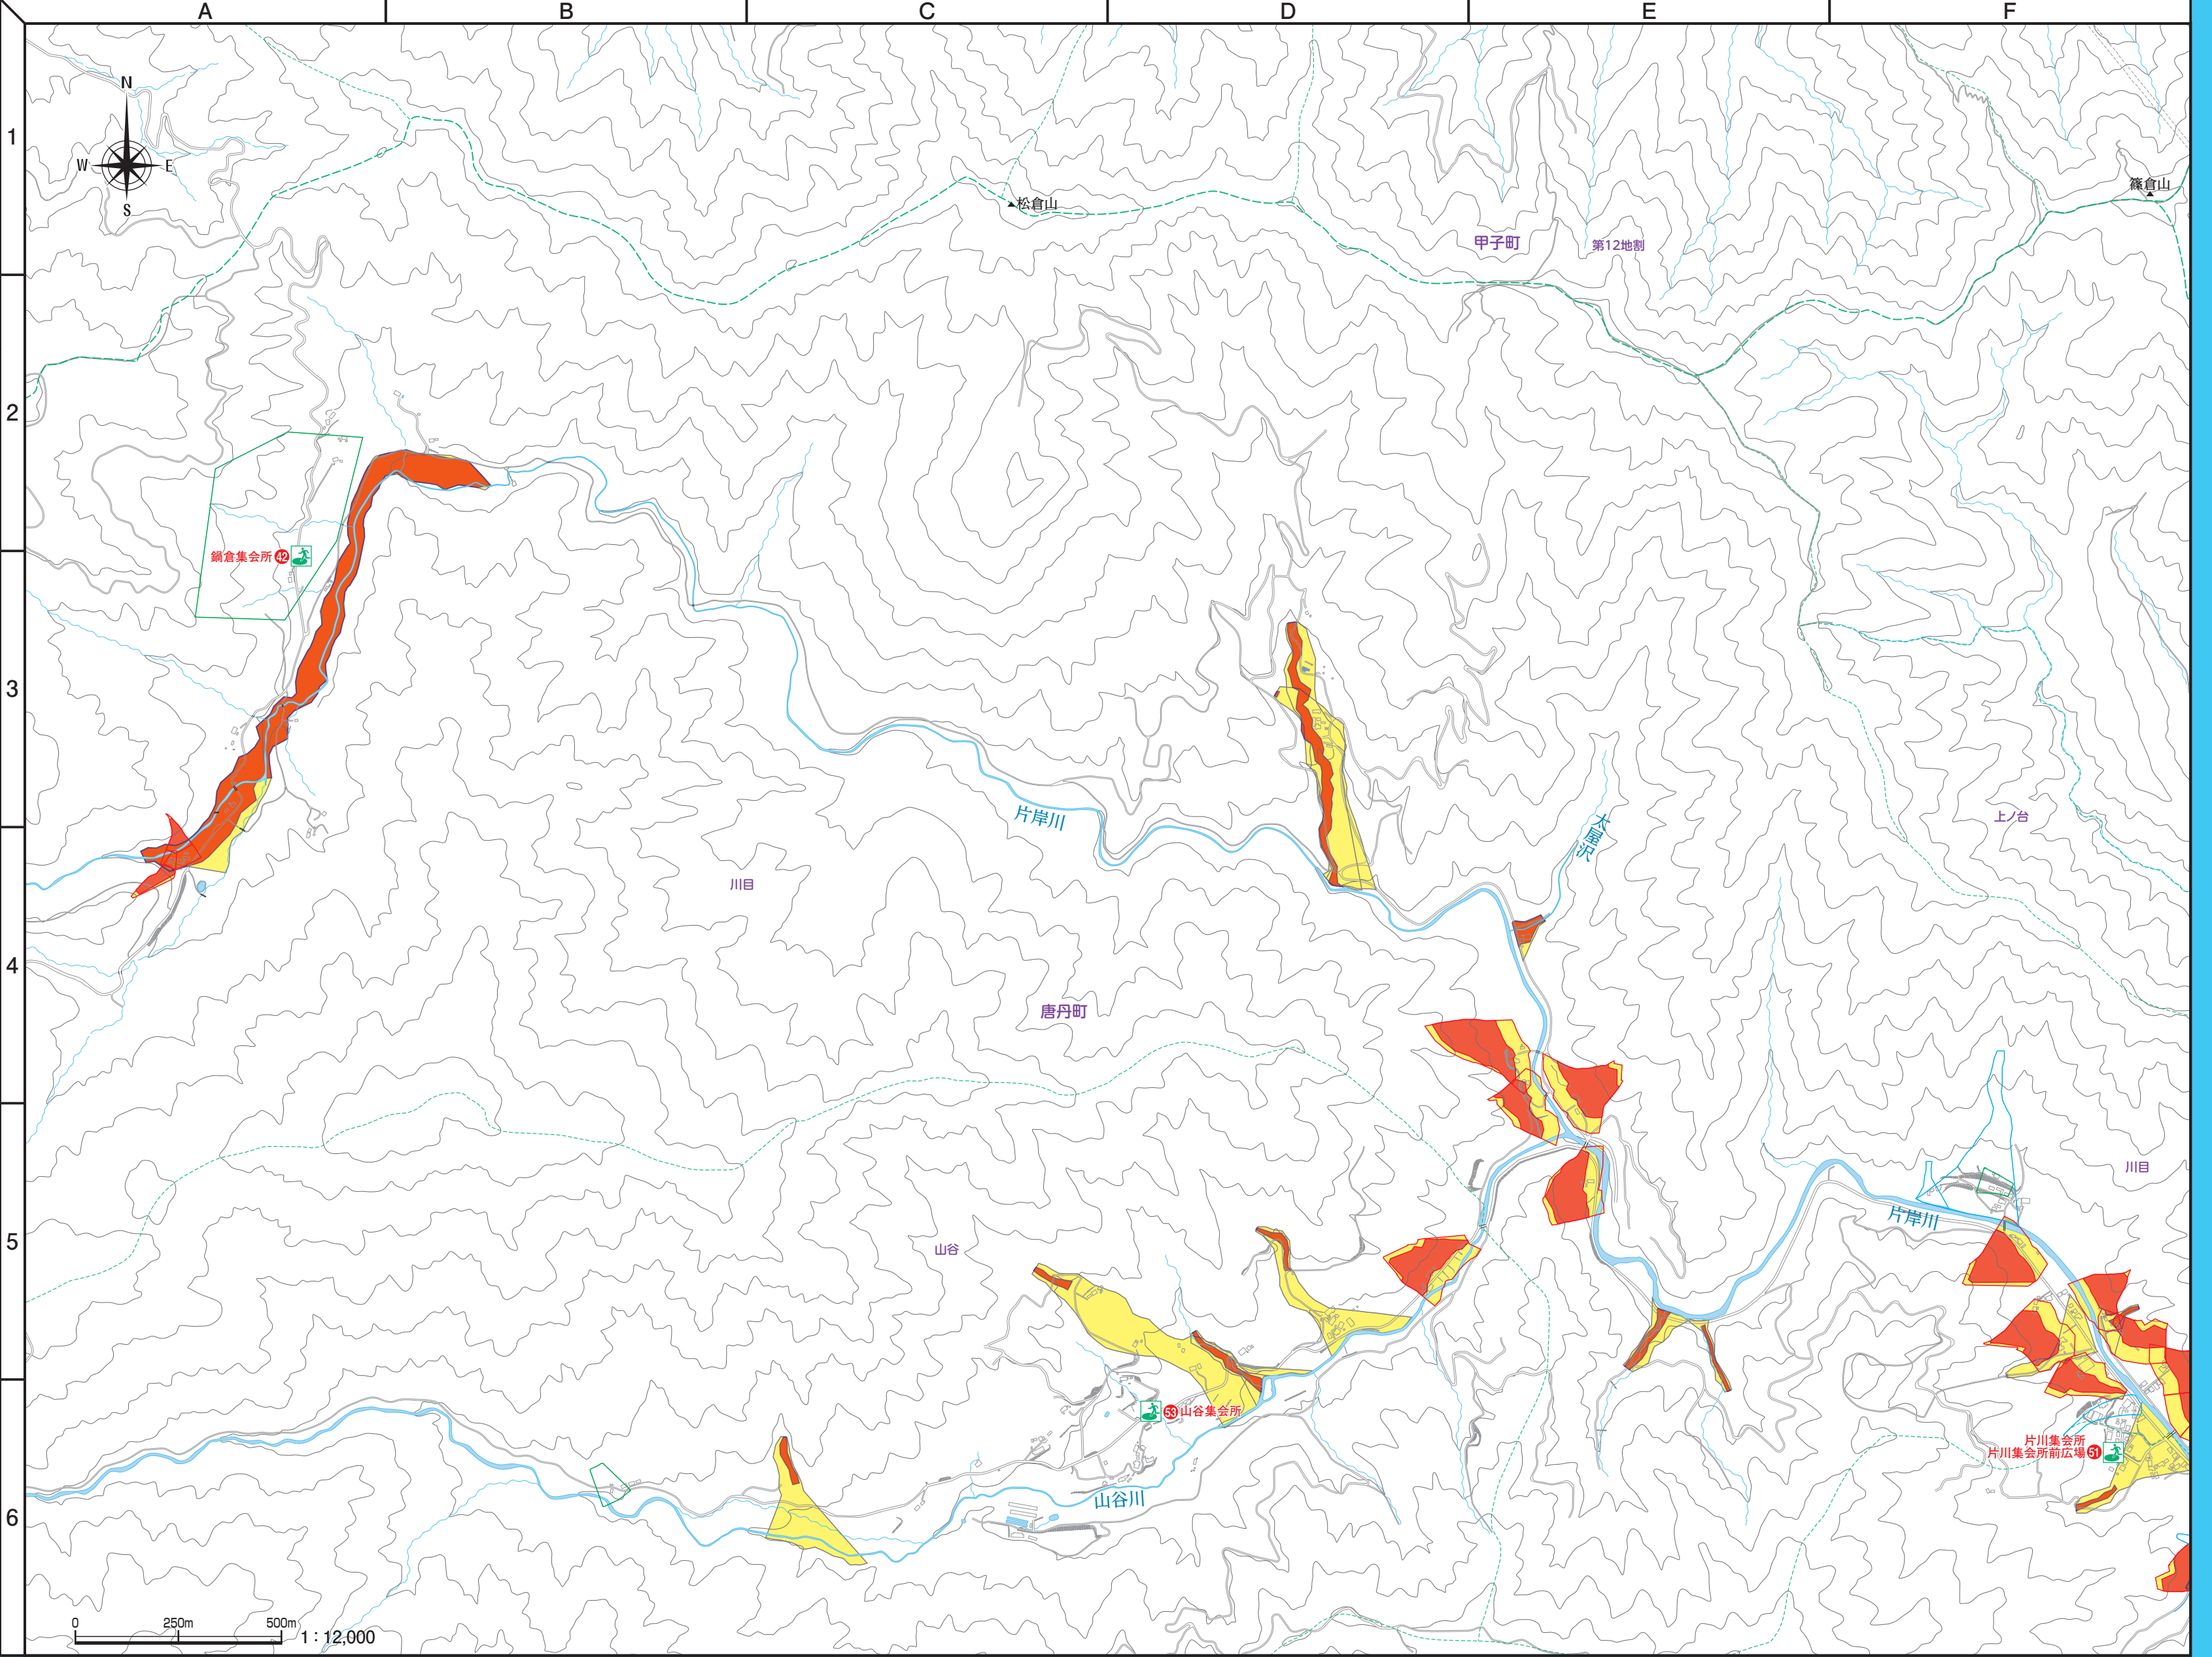 A
B
C
D
E
F
1
2
3
4
5
6
N
W
E
S
松倉山
篠倉山
甲子町
第12地割
鍋倉集会所 42
片岸川
太屋沢
上ノ台
川目
唐丹町
川目
片岸川
山谷
53 山谷集会所
片川集会所
片川集会所前広場 51
山谷川
0 250m 500m
1:12,000